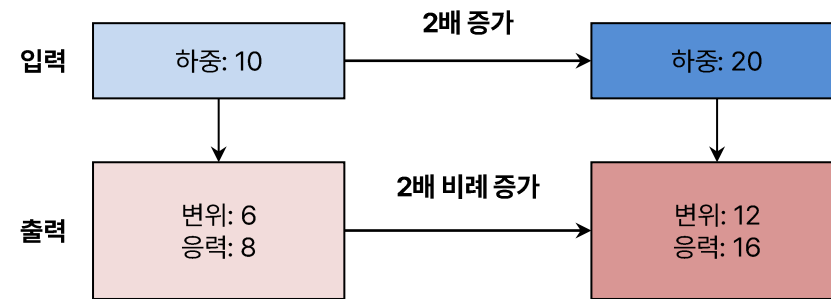 2배 증가
입력
하중: 10
하중: 20
2배 비례 증가
출력
변위: 6
응력: 8
변위: 12
응력: 16